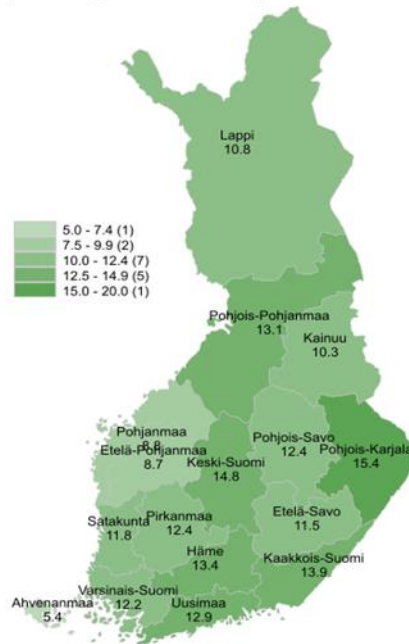 Lappi
10.8
5.0 - 7.4 (1)
7.5 - 9.9 (2)
10.0 - 12.4 (7)
12.5 - 14.9 (5)
15.0 - 20.0 (1)
Pohjois-Pohjanmaa
13.1
Kainuu
10.3
Pohjanmaa
8.8
Etelä-Pohjanmaa
8.7
Keski-Suomi
14.8
Pohjois-Savo
12.4
Pohjois-Karjala
15.4
Satakunta
11.8
Pirkanmaa
12.4
Etelä-Savo
11.5
Häme
13.4
Kaakkois-Suomi
13.9
Ahvenanmaa
5.4
Varsinais-Suomi
12.2
Uusimaa
12.9